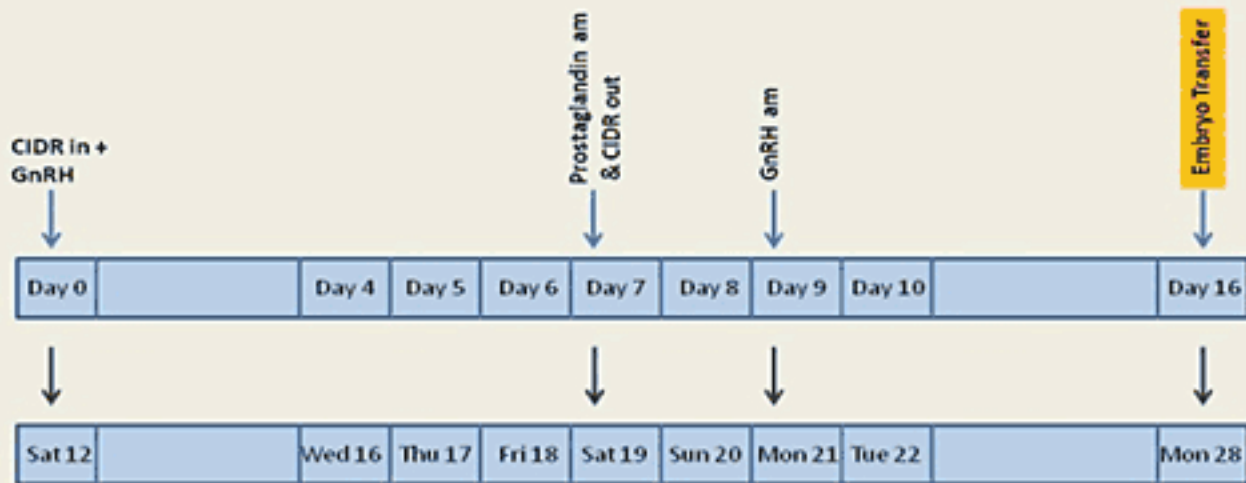 CIDR in +
GnRH
Prostaglandin am
& CIDR out
GnRH am
Embryo Transfer
Day 0 Day 4 Day 5 Day 6 Day 7 Day 8 Day 9 Day 10 Day 16
Sat 12 Wed 16 Thu 17 Fri 18 Sat 19 Sun 20 Mon 21 Tue 22 Mon 28